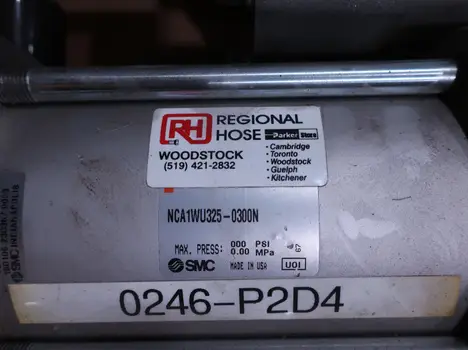 RH
REGIONAL
HOSE
Parker Store
WOODSTOCK
(519) 421-2832
• Cambridge
• Toronto
• Woodstock
• Guelph
• Kitchener
NCA1WU325-0300N
MAX. PRESS: 000 PSI
0.00 MPa
SMC MADE IN USA UOI
0246-P2D4